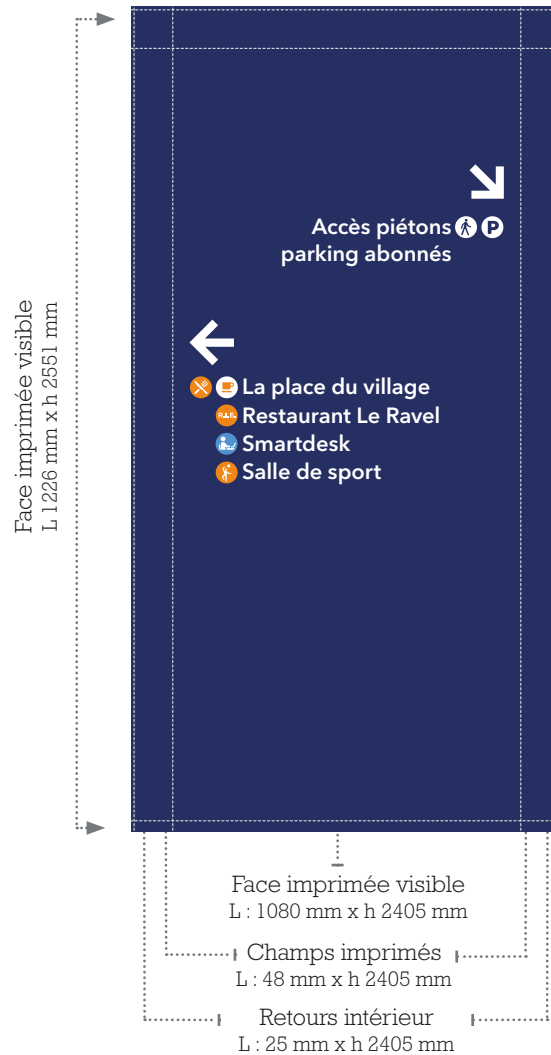 Face imprimée visible
L 1226 mm x h 2551 mm
Accès piétons P
parking abonnés
La place du village
R.I.E. Restaurant Le Ravel
Smartdesk
Salle de sport
Face imprimée visible
L : 1080 mm x h 2405 mm
Champs imprimés
L : 48 mm x h 2405 mm
Retours intérieur
L : 25 mm x h 2405 mm